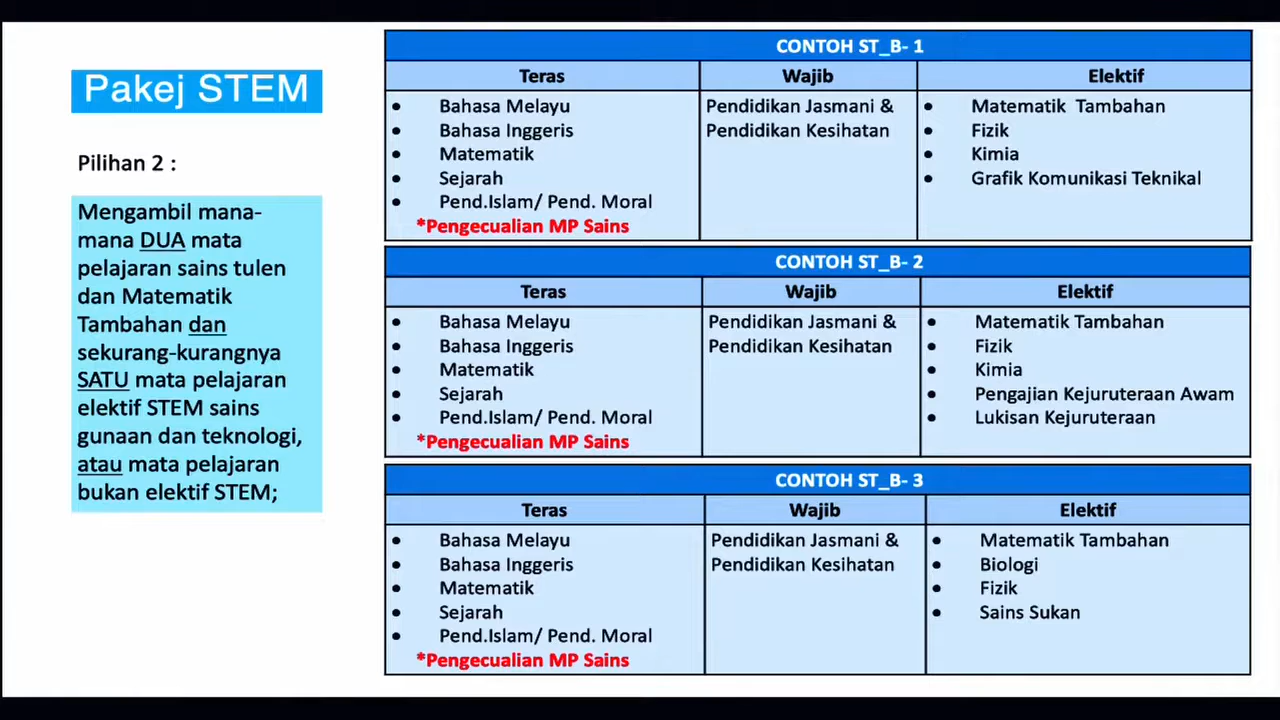 Pakej STEM
Pilihan 2 :
Mengambil mana-
mana DUA mata
pelajaran sains tulen
dan Matematik
Tambahan dan
sekurang-kurangnya
SATU mata pelajaran
elektif STEM sains
gunaan dan teknologi,
atau mata pelajaran
bukan elektif STEM;
CONTOH ST_B- 1
Teras
Wajib
Elektif
• Bahasa Melayu
• Bahasa Inggeris
• Matematik
• Sejarah
• Pend.Islam/ Pend. Moral
*Pengecualian MP Sains
Pendidikan Jasmani &
Pendidikan Kesihatan
• Matematik Tambahan
• Fizik
• Kimia
• Grafik Komunikasi Teknikal
CONTOH ST_B- 2
Teras
Wajib
Elektif
• Bahasa Melayu
• Bahasa Inggeris
• Matematik
• Sejarah
• Pend.Islam/ Pend. Moral
*Pengecualian MP Sains
Pendidikan Jasmani &
Pendidikan Kesihatan
• Matematik Tambahan
• Fizik
• Kimia
• Pengajian Kejuruteraan Awam
• Lukisan Kejuruteraan
CONTOH ST_B- 3
Teras
Wajib
Elektif
• Bahasa Melayu
• Bahasa Inggeris
• Matematik
• Sejarah
• Pend.Islam/ Pend. Moral
*Pengecualian MP Sains
Pendidikan Jasmani &
Pendidikan Kesihatan
• Matematik Tambahan
• Biologi
• Fizik
• Sains Sukan